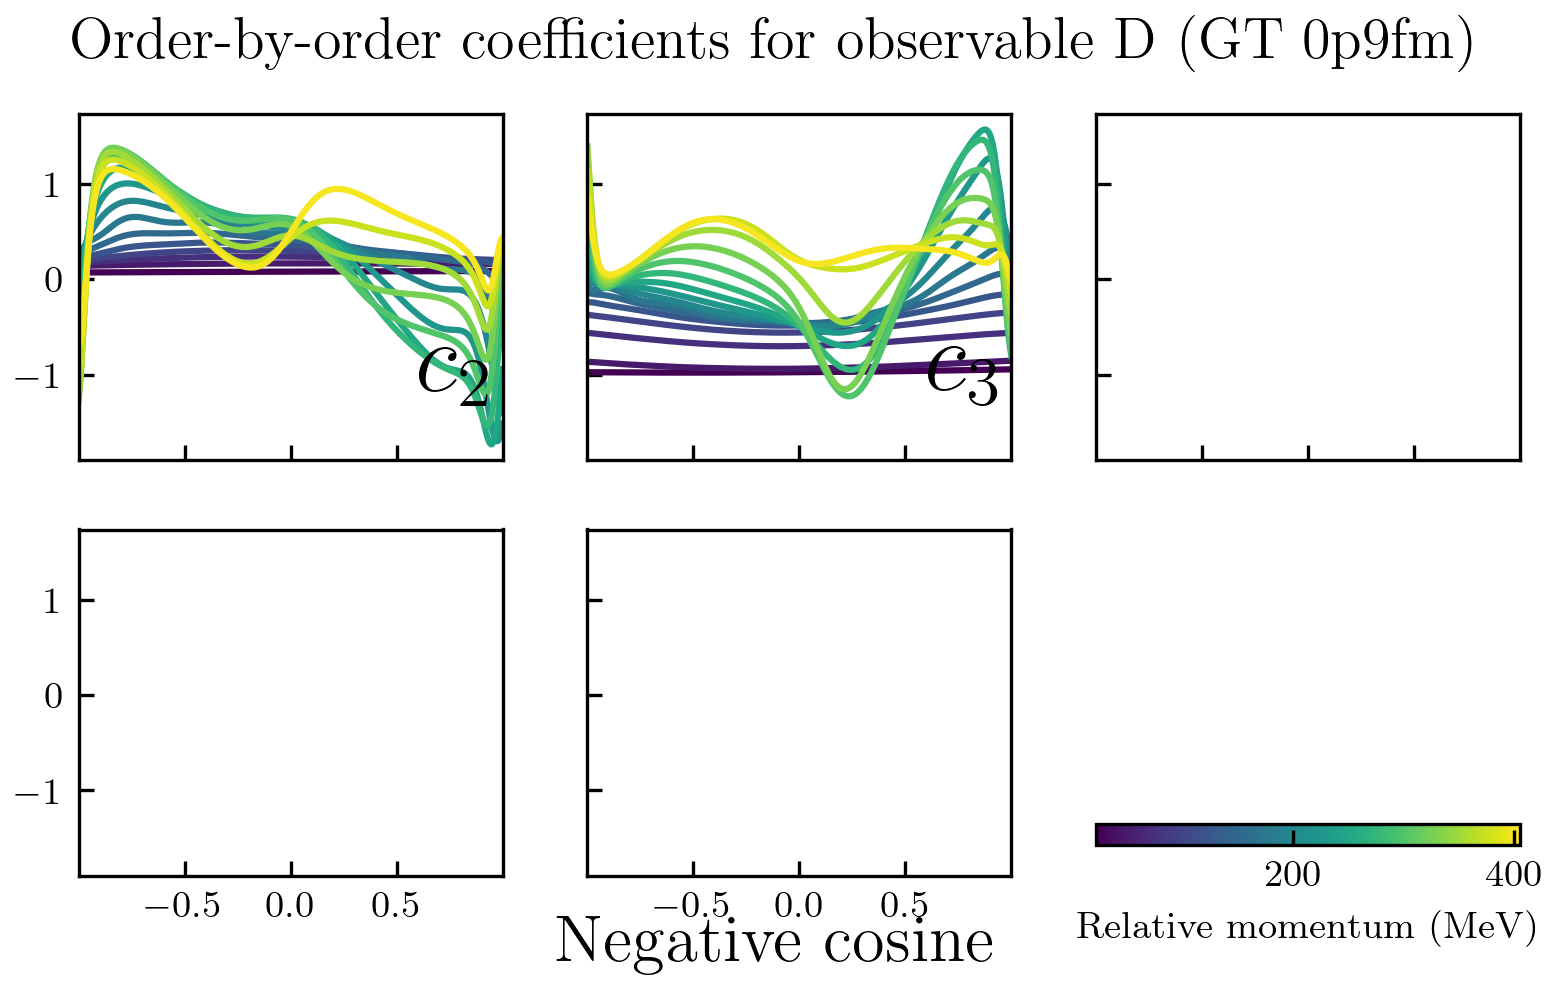 Order-by-order coefficients for observable D (GT 0p9fm)
1
0
−1
c2
c3
1
0
−1
−0.5 0.0 0.5
−0.5 0.0 0.5
200 400
Relative momentum (MeV)
Negative cosine